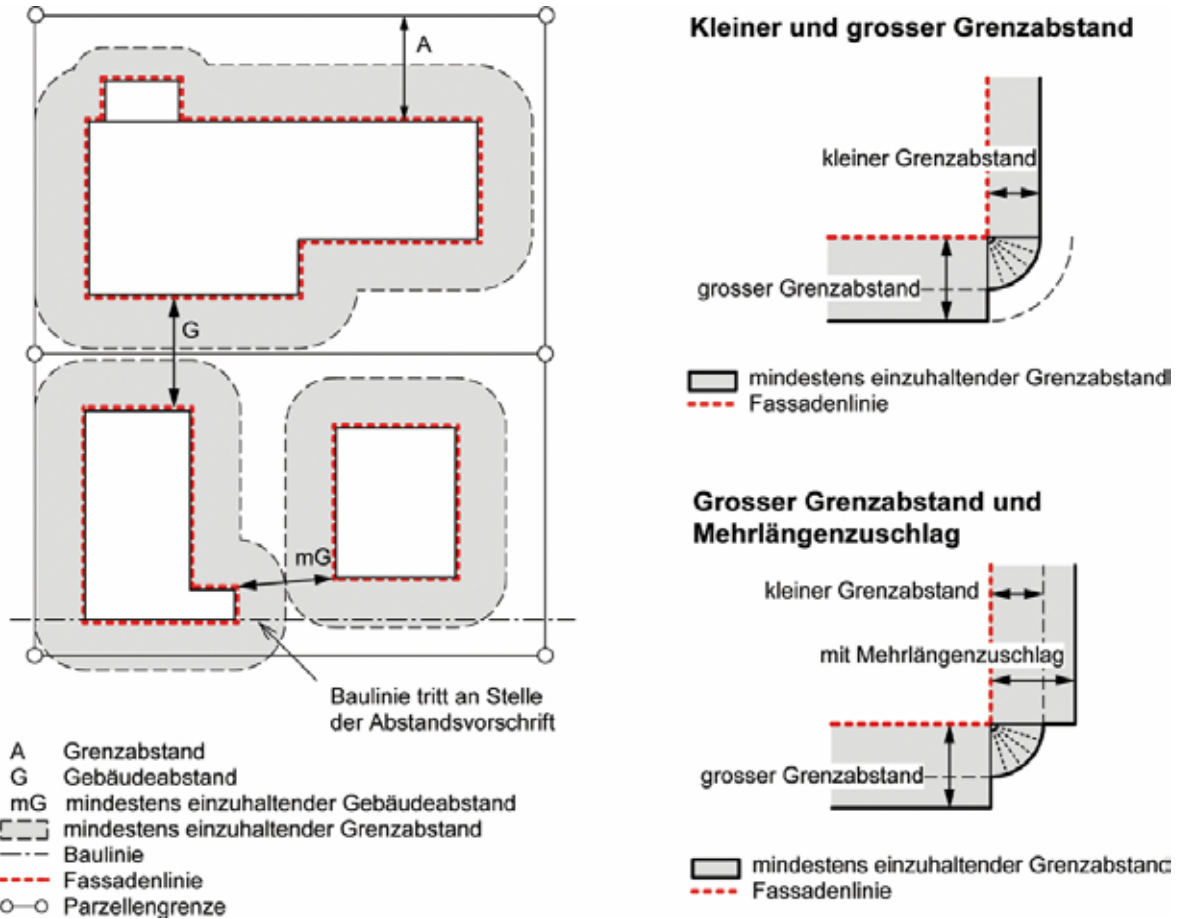 A
G
mG
Baulinie tritt an Stelle
der Abstandsvorschrift
A Grenzabstand
G Gebäudeabstand
mG mindestens einzuhaltender Gebäudeabstand
mindestens einzuhaltender Grenzabstand
Baulinie
Fassadenlinie
Parzellengrenze
Kleiner und grosser Grenzabstand
kleiner Grenzabstand
grosser Grenzabstand
mindestens einzuhaltender Grenzabstand
Fassadenlinie
Grosser Grenzabstand und
Mehrlängenzuschlag
kleiner Grenzabstand
mit Mehrlängenzuschlag
grosser Grenzabstand
mindestens einzuhaltender Grenzabstand
Fassadenlinie